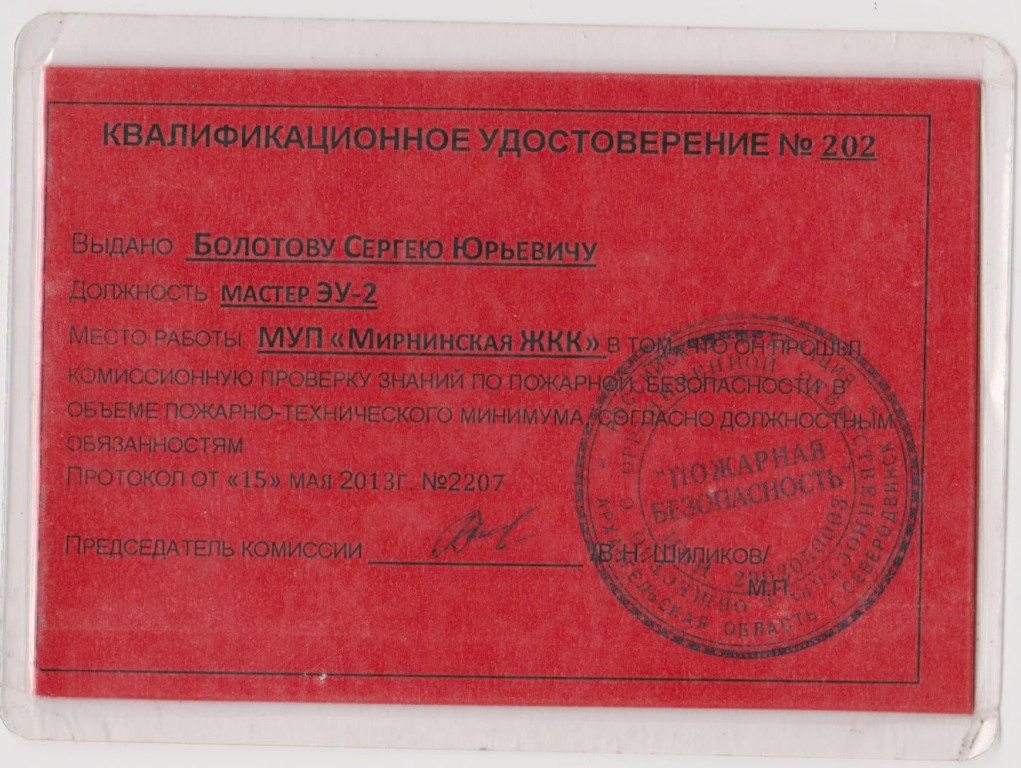 КВАЛИФИКАЦИОННОЕ УДОСТОВЕРЕНИЕ № 202
ВЫДАНО БОЛОТОВУ СЕРГЕЮ ЮРЬЕВИЧУ
ДОЛЖНОСТЬ МАСТЕР ЭУ-2
МЕСТО РАБОТЫ МУП «МИРНИНСКАЯ ЖКК» В ТОМ, ЧТО ОН ПРОШЕЛ
КОМИССИОННУЮ ПРОВЕРКУ ЗНАНИЙ ПО ПОЖАРНОЙ БЕЗОПАСНОСТИ В
ОБЪЕМЕ ПОЖАРНО-ТЕХНИЧЕСКОГО МИНИМУМА, СОГЛАСНО ДОЛЖНОСТНЫМ
ОБЯЗАННОСТЯМ
ПРОТОКОЛ ОТ «15» МАЯ 2013Г. №2207
ПРЕДСЕДАТЕЛЬ КОМИССИИ /В.Н. ШИЛИКОВ/
М.П.
"ПОЖАРНАЯ
БЕЗОПАСНОСТЬ"
АРХАНГЕЛЬСКАЯ ОБЛАСТЬ г. СЕВЕРОДВИНСК